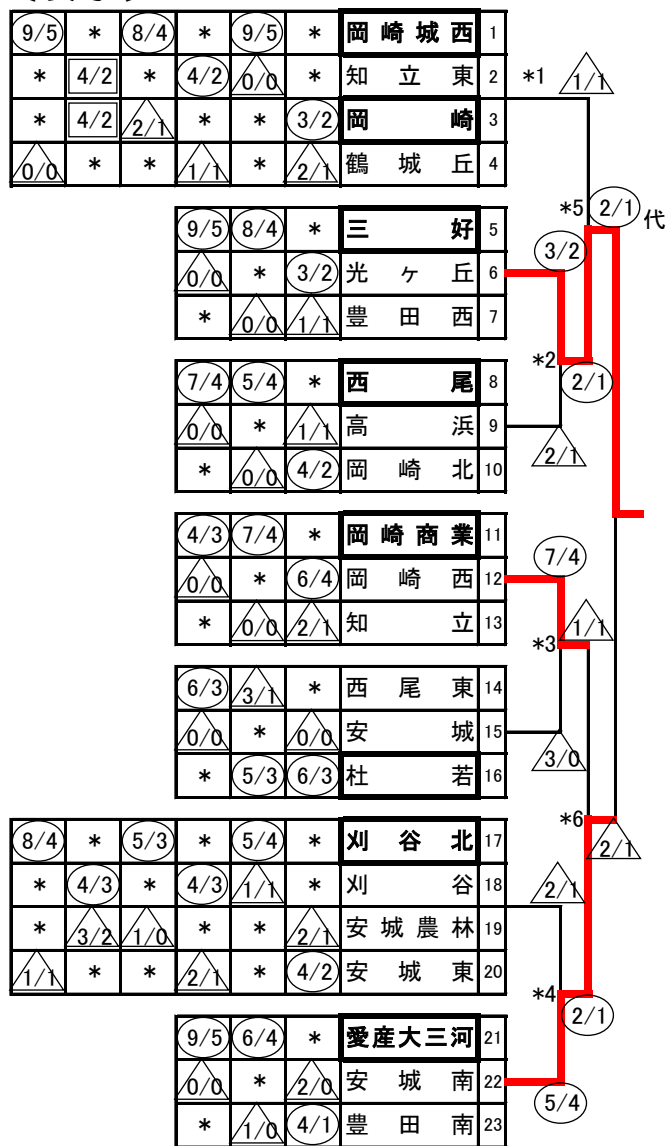 9/5 * 8/4 * 9/5 * 岡崎城西 1
* 4/2 * 4/2 0/0 * 知立東 2 *1 1/1
* 4/2 2/1 * * 3/2 岡崎 3
0/0 * * 1/1 * 2/1 鶴城丘 4
*5 2/1 代
9/5 8/4 * 三好 5
3/2
0/0 * 3/2 光ヶ丘 6
* 0/0 1/1 豊田西 7
*2
7/4 5/4 * 西尾 8 2/1
0/0 * 1/1 高浜 9
2/1
* 0/0 4/2 岡崎北 10
4/3 7/4 * 岡崎商業 11
7/4
0/0 * 6/4 岡崎西 12
* 0/0 2/1 知立 13 1/1
*3
6/3 3/1 * 西尾東 14
0/0 * 0/0 安城 15
3/0
* 5/3 6/3 杜若 16
*6
8/4 * 5/3 * 5/4 * 刈谷北 17 2/1
* 4/3 * 4/3 1/1 * 刈谷 18 2/1
* 3/2 1/0 * * 2/1 安城農林 19
1/1 * * 2/1 * 4/2 安城東 20
*4
2/1
9/5 6/4 * 愛産大三河 21
0/0 * 2/0 安城南 22
5/4
* 1/0 4/1 豊田南 23